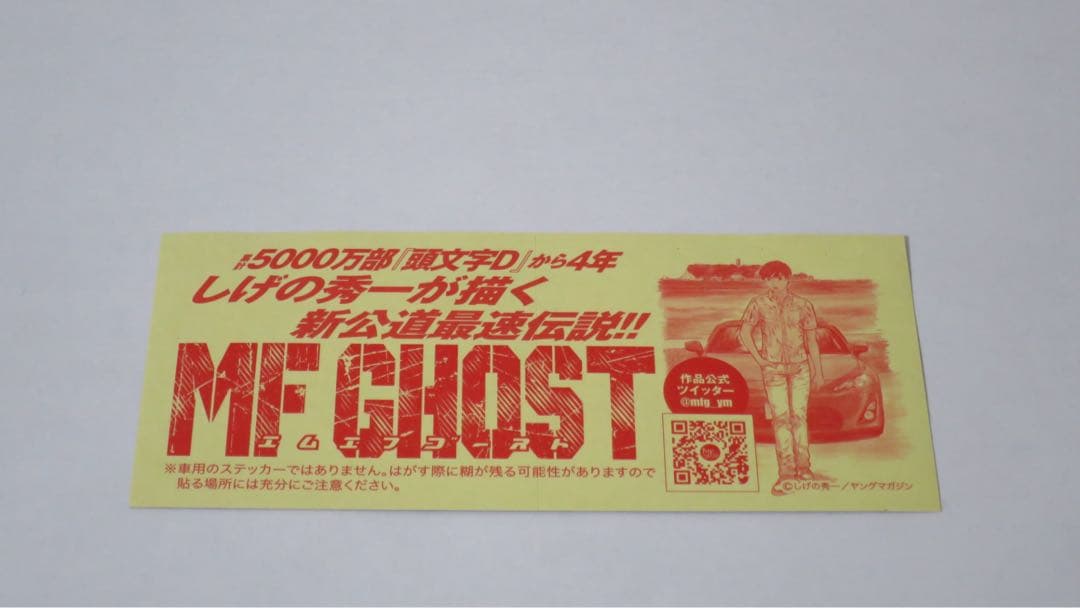 累計5000万部『頭文字D』から4年
しげの秀一が描く
新公道最速伝説!!
MF GHOST
エムエフゴースト
※車用のステッカーではありません。はがす際に糊が残る可能性がありますので
貼る場所には充分にご注意ください。
作品公式
ツイッター
@mfg_ym
©しげの秀一／ヤングマガジン